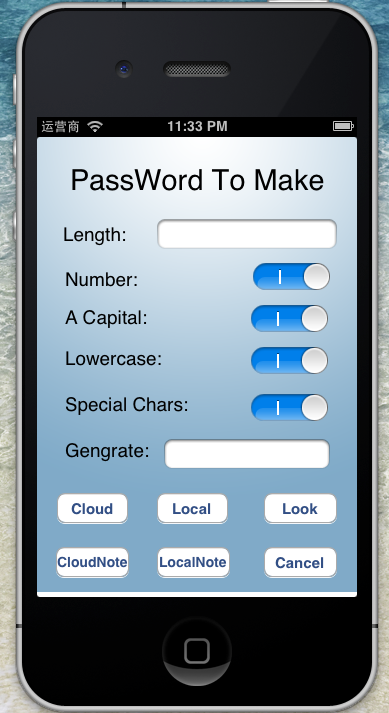 运营商 11:33 PM
PassWord To Make
Length:
Number:
A Capital:
Lowercase:
Special Chars:
Gengrate:
Cloud Local Look
CloudNote LocalNote Cancel